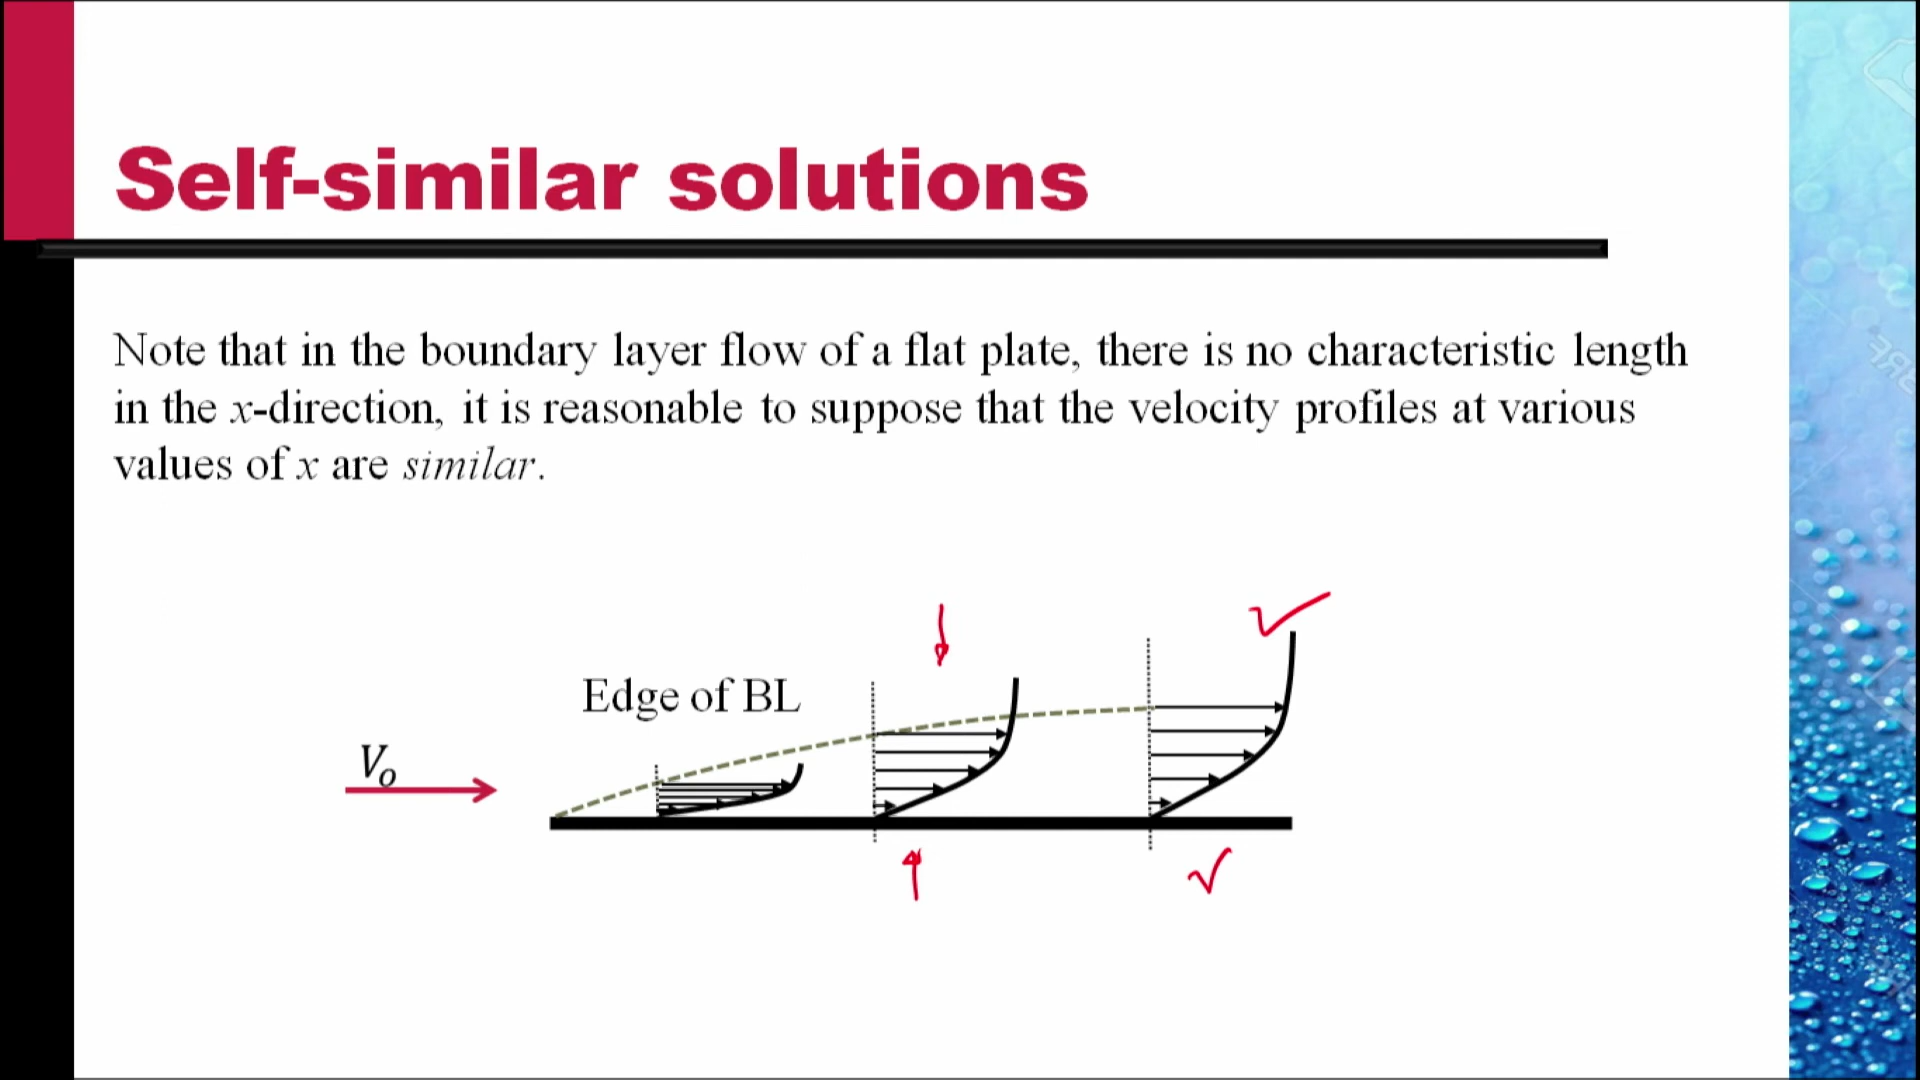 Self-similar solutions
Note that in the boundary layer flow of a flat plate, there is no characteristic length
in the x-direction, it is reasonable to suppose that the velocity profiles at various
values of x are similar.
Edge of BL
Vo